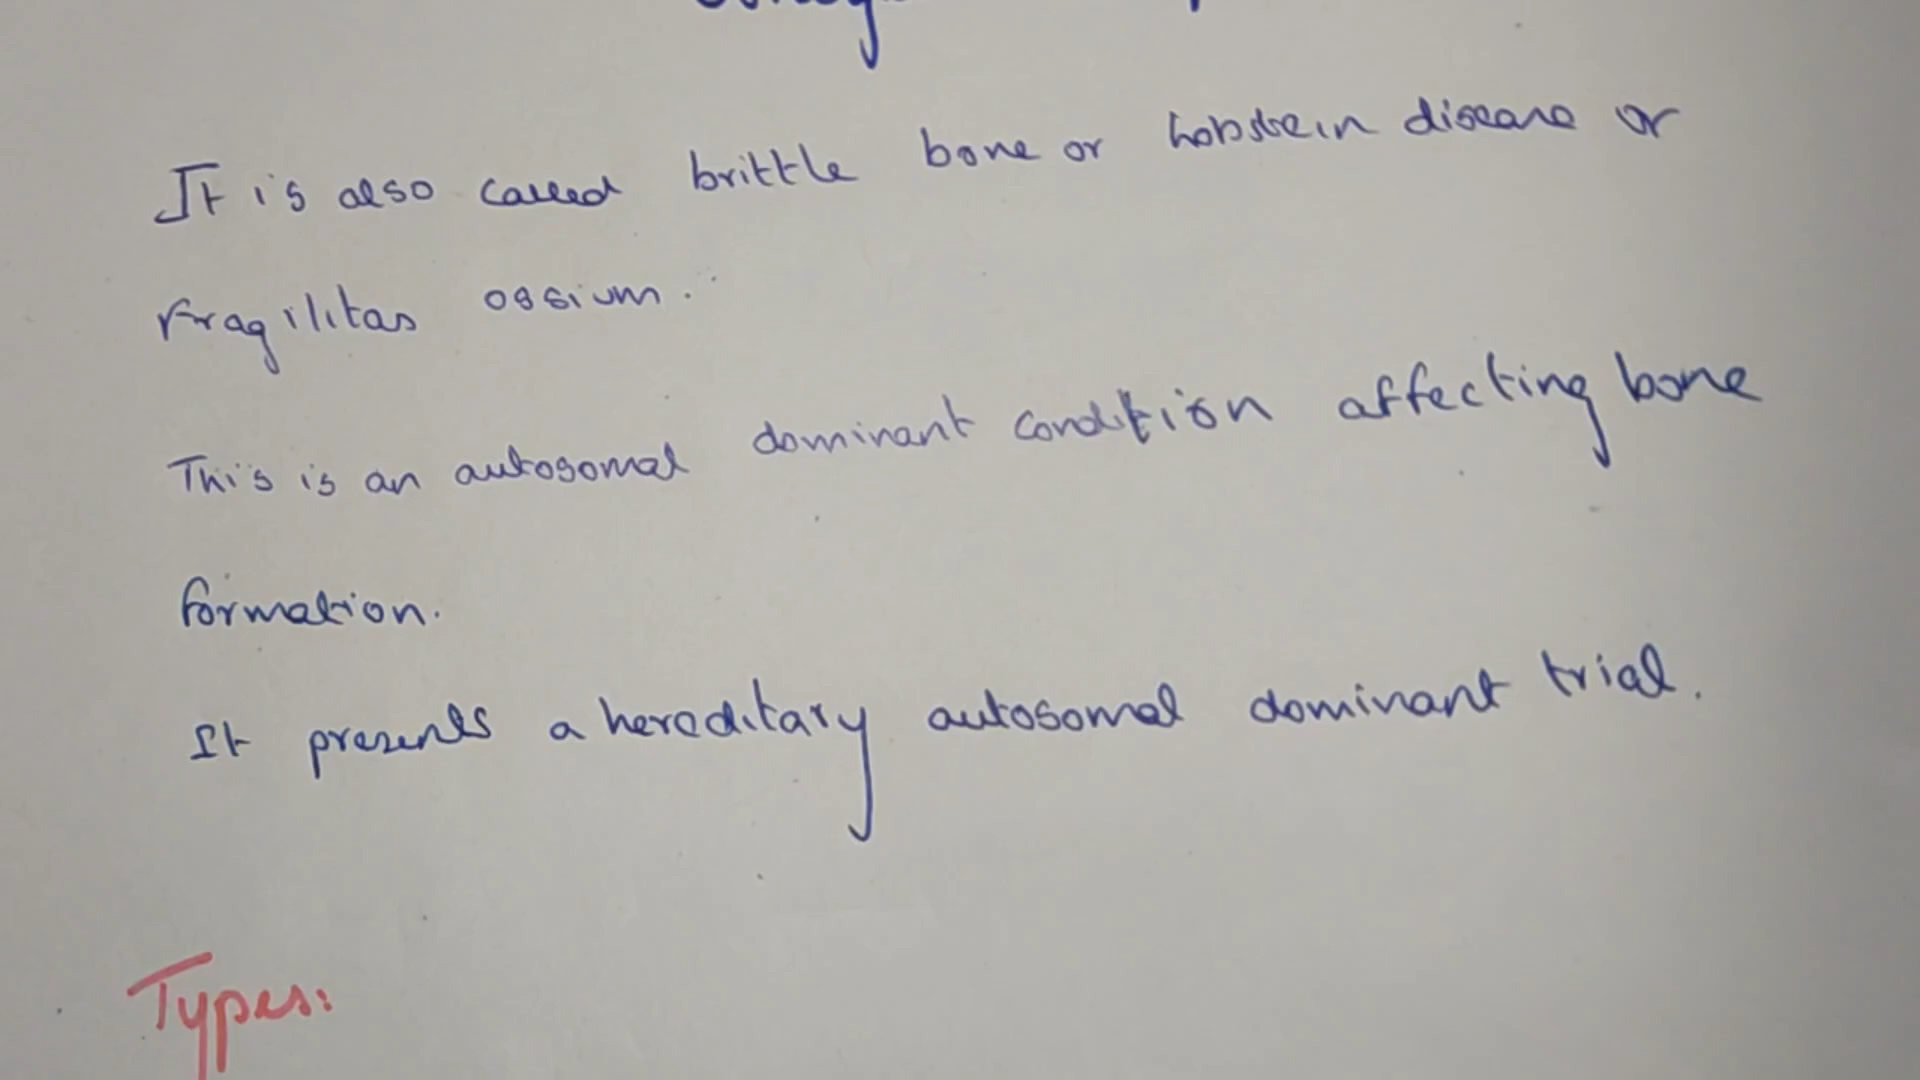 It is also called brittle bone or hobstein disease or
Fragilitas ossium.
This is an autosomal dominant condition affecting bone
formation.
It presents a hereditary autosomal dominant trial.
Types: